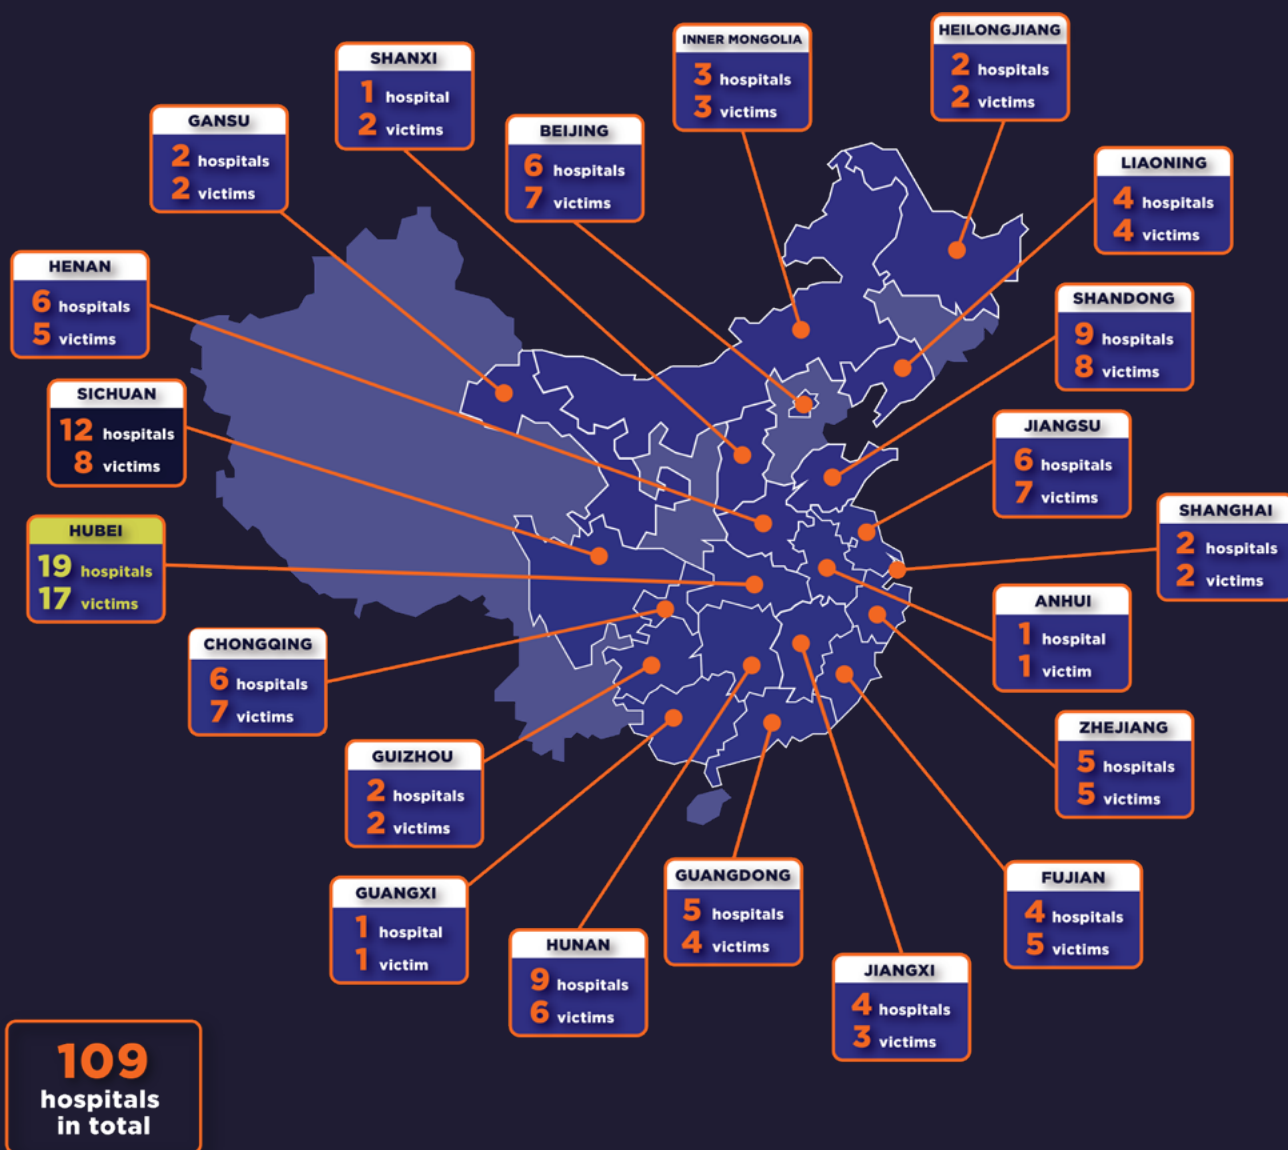 INNER MONGOLIA
3 hospitals
3 victims
HEILONGJIANG
2 hospitals
2 victims
SHANXI
1 hospital
2 victims
GANSU
2 hospitals
2 victims
BEIJING
6 hospitals
7 victims
LIAONING
4 hospitals
4 victims
HENAN
6 hospitals
5 victims
SHANDONG
9 hospitals
8 victims
SICHUAN
12 hospitals
8 victims
JIANGSU
6 hospitals
7 victims
HUBEI
19 hospitals
17 victims
SHANGHAI
2 hospitals
2 victims
ANHUI
1 hospital
1 victim
CHONGQING
6 hospitals
7 victims
ZHEJIANG
5 hospitals
5 victims
GUIZHOU
2 hospitals
2 victims
GUANGDONG
5 hospitals
4 victims
FUJIAN
4 hospitals
5 victims
GUANGXI
1 hospital
1 victim
HUNAN
9 hospitals
6 victims
JIANGXI
4 hospitals
3 victims
109
hospitals
in total